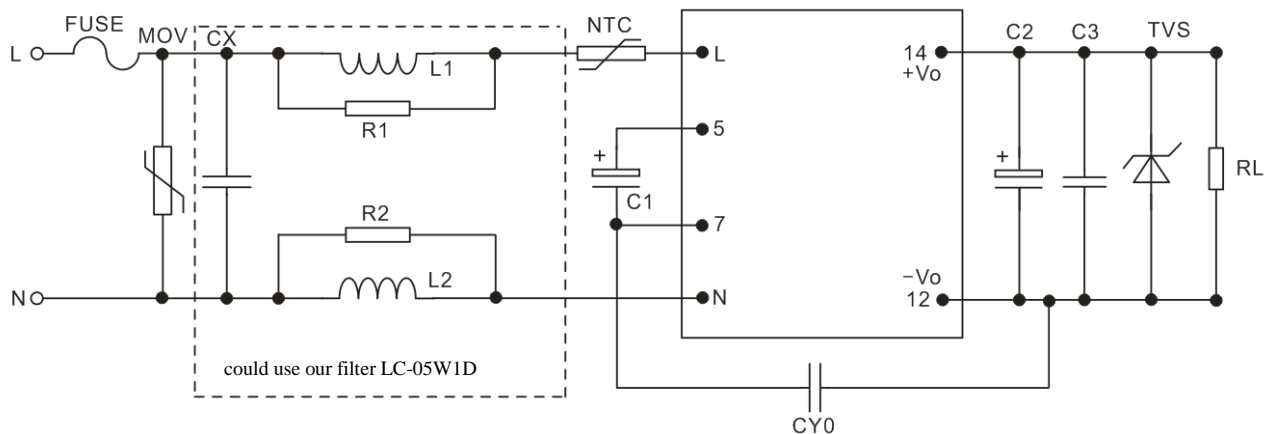 FUSE
MOV
CX
NTC
L
L1
R1
L
14
+Vo
C2
C3
TVS
5
+
C1
+
RL
R2
7
L2
N
N
−Vo
12
could use our filter LC-05W1D
CY0